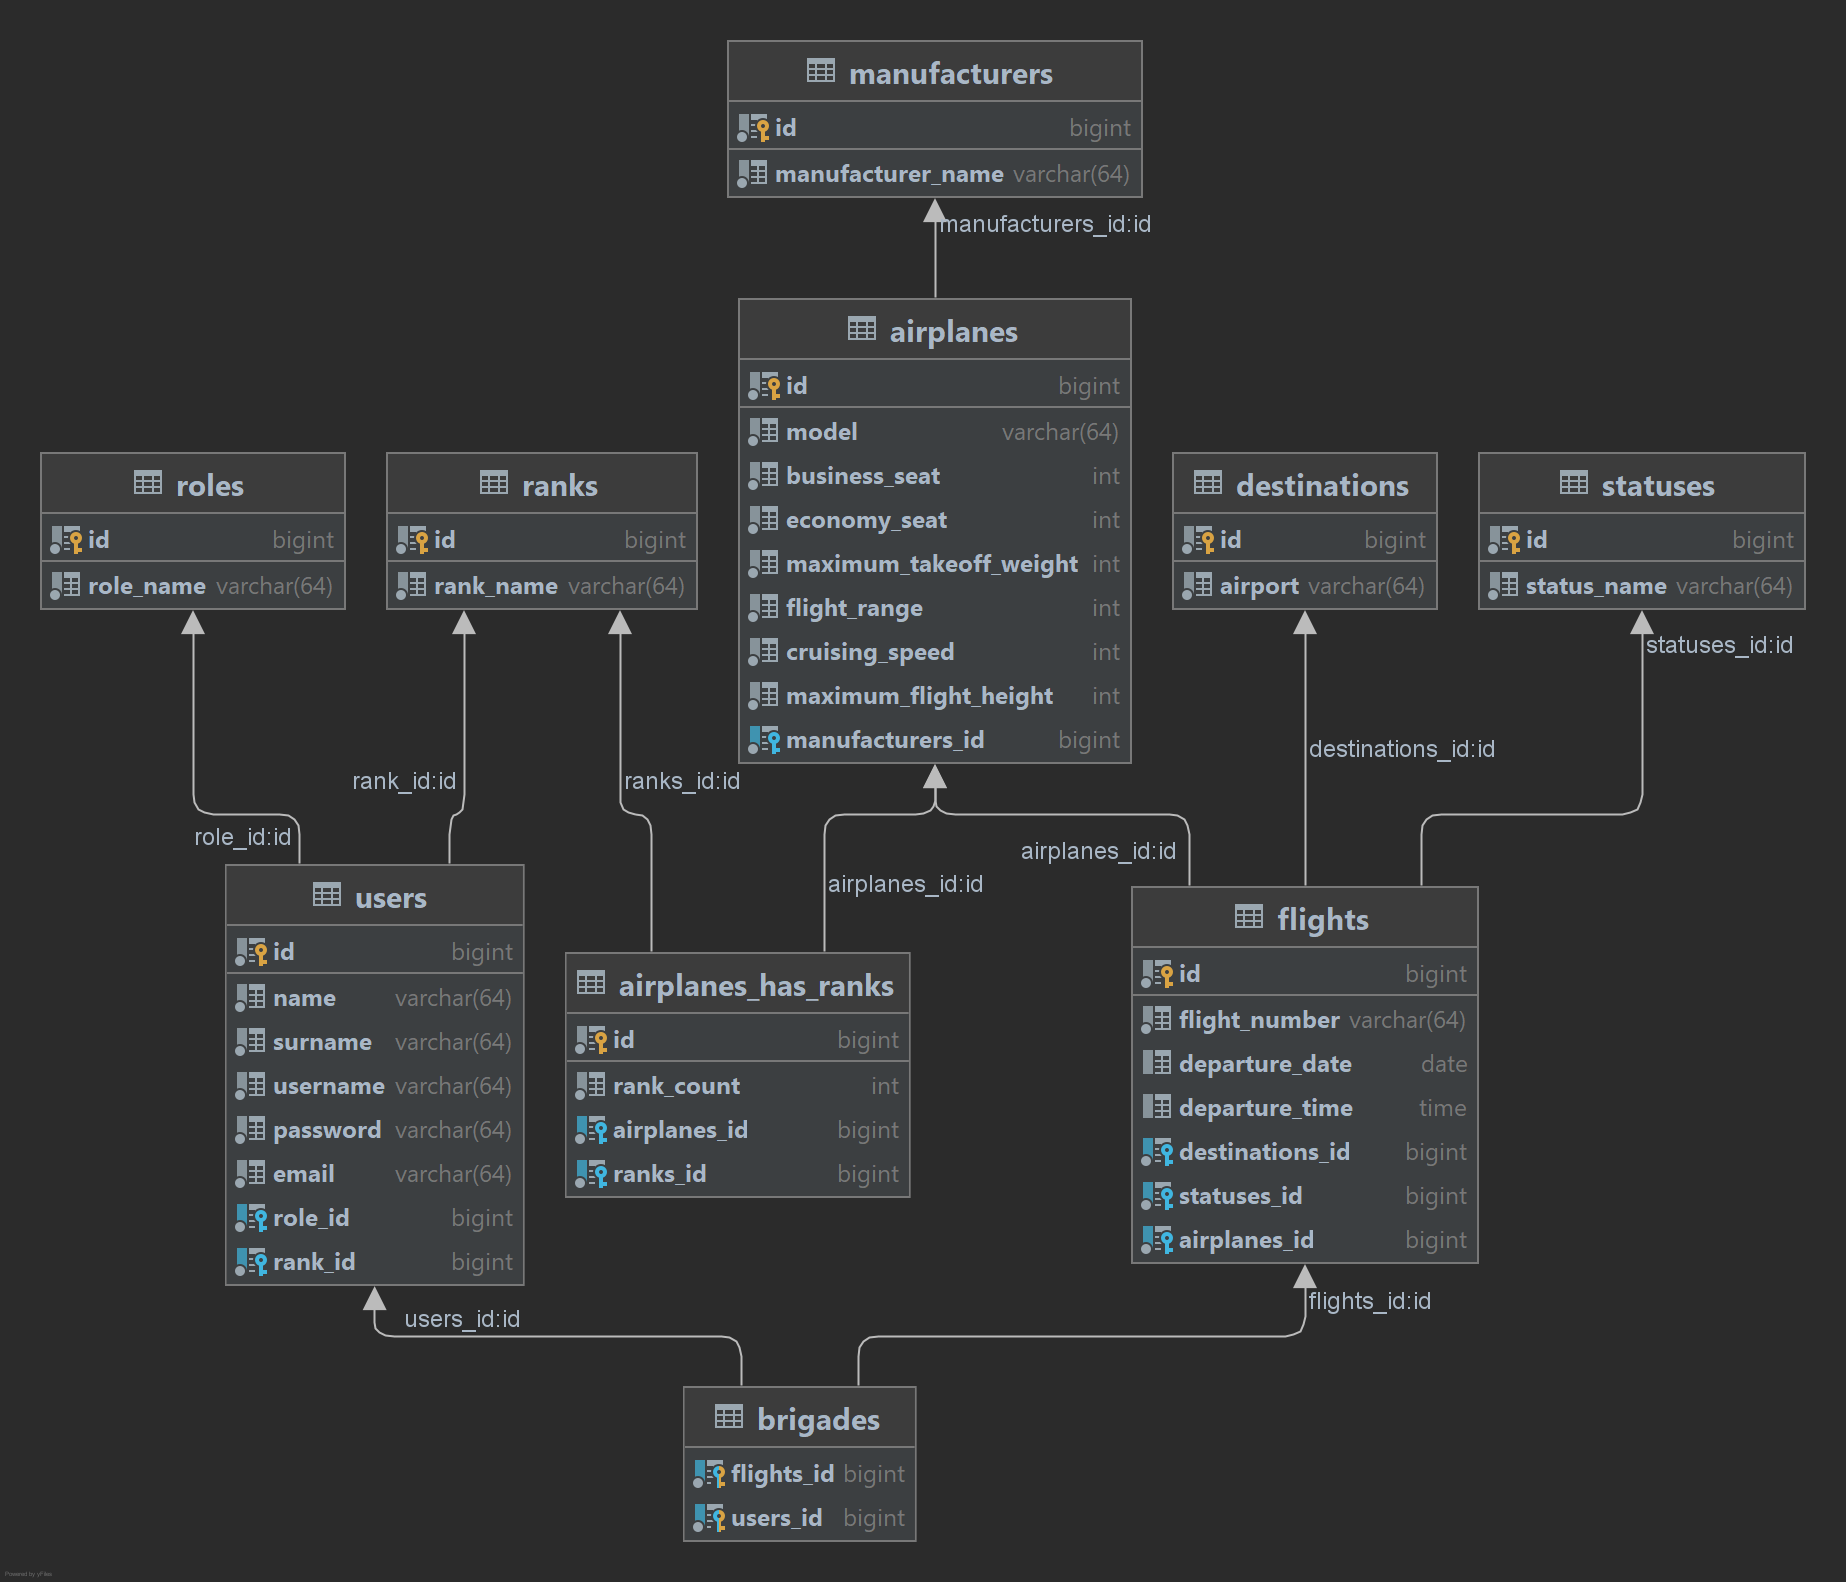 manufacturers
id bigint
manufacturer_name varchar(64)
manufacturers_id:id
airplanes
id bigint
model varchar(64)
business_seat int
economy_seat int
maximum_takeoff_weight int
flight_range int
cruising_speed int
maximum_flight_height int
manufacturers_id bigint
roles
id bigint
role_name varchar(64)
ranks
id bigint
rank_name varchar(64)
destinations
id bigint
airport varchar(64)
statuses
id bigint
status_name varchar(64)
statuses_id:id
destinations_id:id
rank_id:id
ranks_id:id
role_id:id
airplanes_id:id
airplanes_id:id
users
id bigint
name varchar(64)
surname varchar(64)
username varchar(64)
password varchar(64)
email varchar(64)
role_id bigint
rank_id bigint
airplanes_has_ranks
id bigint
rank_count int
airplanes_id bigint
ranks_id bigint
flights
id bigint
flight_number varchar(64)
departure_date date
departure_time time
destinations_id bigint
statuses_id bigint
airplanes_id bigint
users_id:id
flights_id:id
brigades
flights_id bigint
users_id bigint
Powered by yFiles